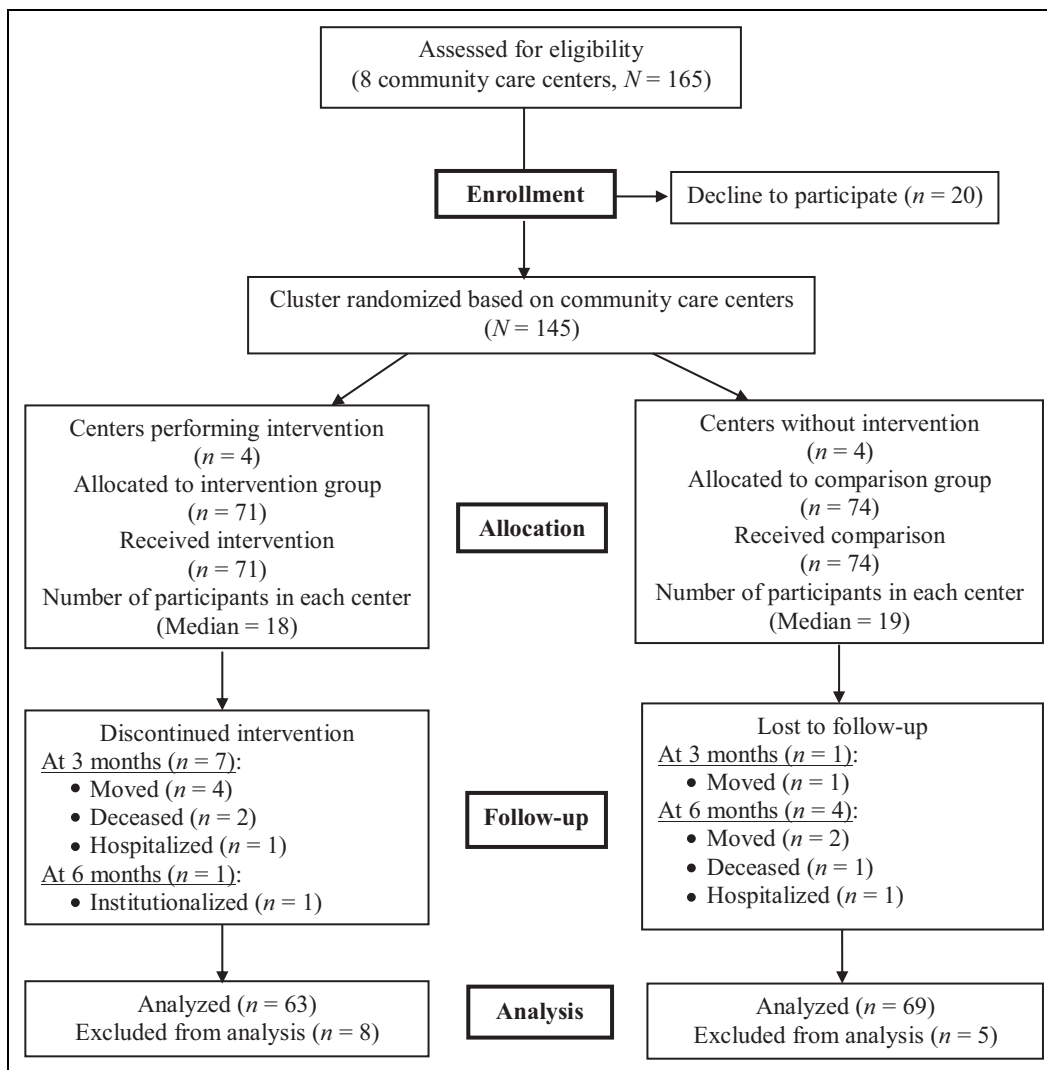 Assessed for eligibility
(8 community care centers, N = 165)
Enrollment
Decline to participate (n = 20)
Cluster randomized based on community care centers
(N = 145)
Centers performing intervention
(n = 4)
Allocated to intervention group
(n = 71)
Received intervention
(n = 71)
Number of participants in each center
(Median = 18)
Allocation
Centers without intervention
(n = 4)
Allocated to comparison group
(n = 74)
Received comparison
(n = 74)
Number of participants in each center
(Median = 19)
Discontinued intervention
At 3 months (n = 7):
• Moved (n = 4)
• Deceased (n = 2)
• Hospitalized (n = 1)
At 6 months (n = 1):
• Institutionalized (n = 1)
Follow-up
Lost to follow-up
At 3 months (n = 1):
• Moved (n = 1)
At 6 months (n = 4):
• Moved (n = 2)
• Deceased (n = 1)
• Hospitalized (n = 1)
Analyzed (n = 63)
Excluded from analysis (n = 8)
Analysis
Analyzed (n = 69)
Excluded from analysis (n = 5)